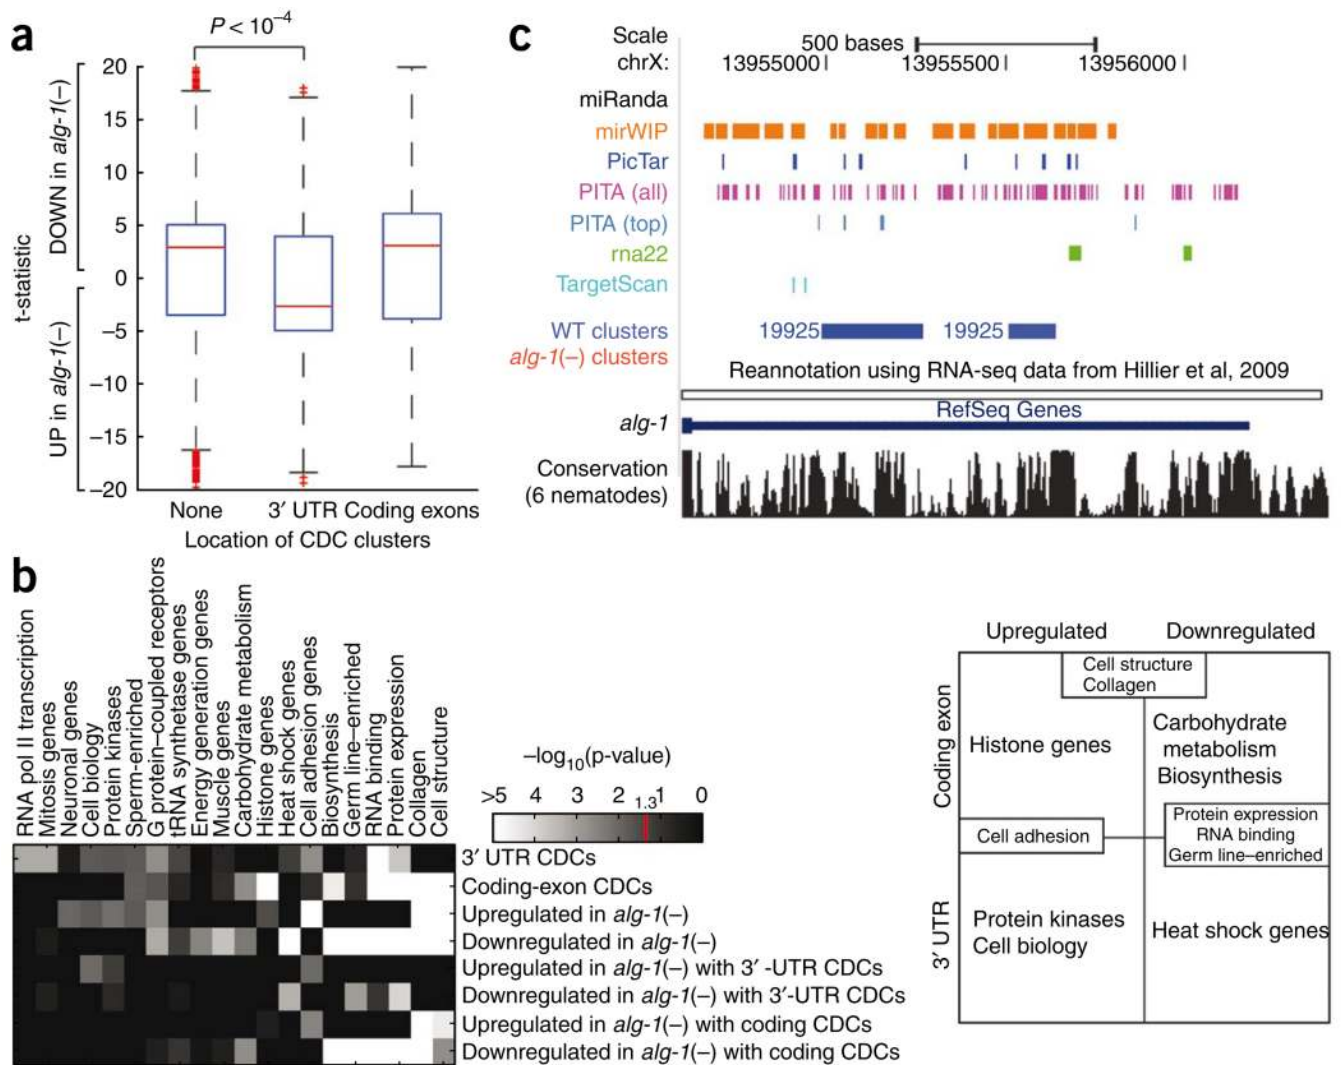 a
P < 10⁻⁴
DOWN in alg-1(–)
UP in alg-1(–)
t-statistic
20
15
10
5
0
–5
–10
–15
–20
None
3′ UTR
Coding exons
Location of CDC clusters
c
Scale
500 bases
chrX:
13955000
13955500
13956000
miRanda
mirWIP
PicTar
PITA (all)
PITA (top)
rna22
TargetScan
WT clusters
19925
19925
alg-1(–) clusters
Reannotation using RNA-seq data from Hillier et al, 2009
RefSeq Genes
alg-1
Conservation
(6 nematodes)
b
RNA pol II transcription
Mitosis genes
Neuronal genes
Cell biology
Protein kinases
Sperm-enriched
G protein–coupled receptors
tRNA synthetase genes
Energy generation genes
Muscle genes
Carbohydrate metabolism
Histone genes
Heat shock genes
Cell adhesion genes
Biosynthesis
Germ line–enriched
RNA binding
Protein expression
Collagen
Cell structure
–log₁₀(p-value)
>5 4 3 2 1.3 1 0
3′ UTR CDCs
Coding-exon CDCs
Upregulated in alg-1(–)
Downregulated in alg-1(–)
Upregulated in alg-1(–) with 3′ -UTR CDCs
Downregulated in alg-1(–) with 3′-UTR CDCs
Upregulated in alg-1(–) with coding CDCs
Downregulated in alg-1(–) with coding CDCs
Upregulated
Downregulated
Coding exon
3′ UTR
Cell structure
Collagen
Histone genes
Carbohydrate
metabolism
Biosynthesis
Cell adhesion
Protein expression
RNA binding
Germ line–enriched
Protein kinases
Cell biology
Heat shock genes